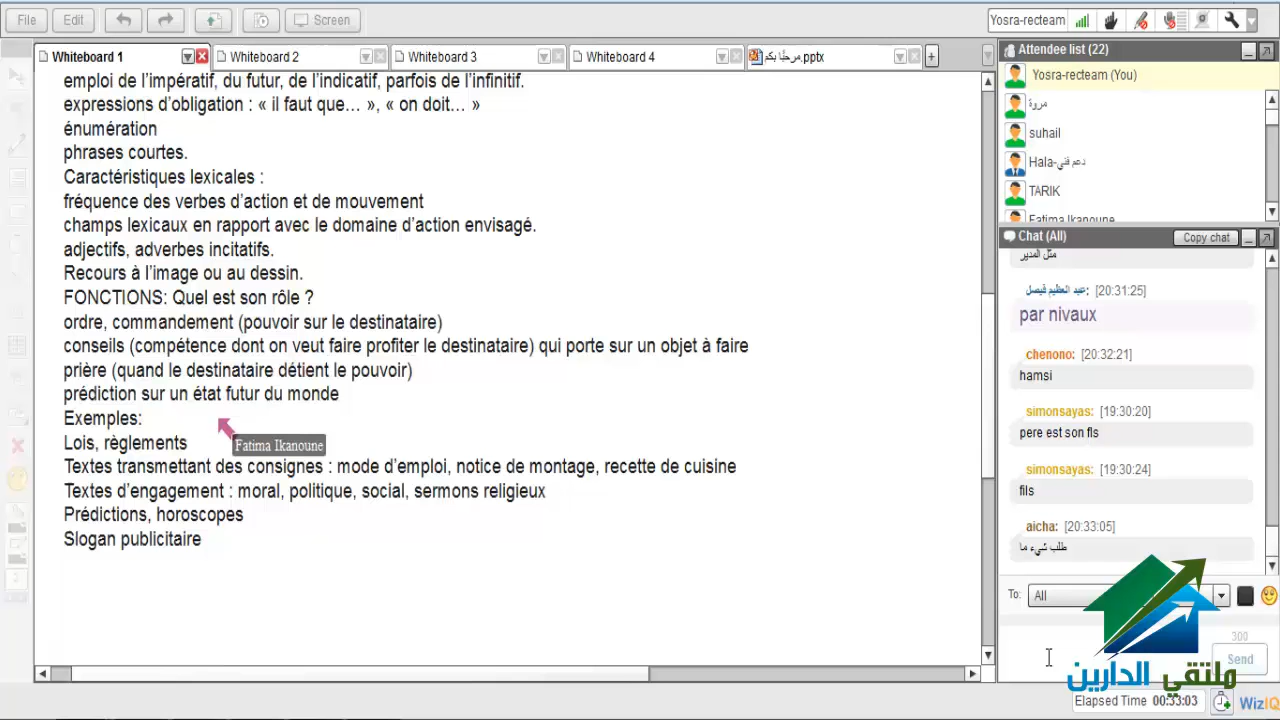 File
Edit
Screen
Yosra-recteam
Whiteboard 1
Whiteboard 2
Whiteboard 3
Whiteboard 4
مرحبًا بكم.pptx
emploi de l’impératif, du futur, de l’indicatif, parfois de l’infinitif.
expressions d’obligation : « il faut que… », « on doit… »
énumération
phrases courtes.
Caractéristiques lexicales :
fréquence des verbes d’action et de mouvement
champs lexicaux en rapport avec le domaine d’action envisagé.
adjectifs, adverbes incitatifs.
Recours à l’image ou au dessin.
FONCTIONS: Quel est son rôle ?
ordre, commandement (pouvoir sur le destinataire)
conseils (compétence dont on veut faire profiter le destinataire) qui porte sur un objet à faire
prière (quand le destinataire détient le pouvoir)
prédiction sur un état futur du monde
Exemples:
Fatima Ikanoune
Lois, règlements
Textes transmettant des consignes : mode d’emploi, notice de montage, recette de cuisine
Textes d’engagement : moral, politique, social, sermons religieux
Prédictions, horoscopes
Slogan publicitaire
Attendee list (22)
Yosra-recteam (You)
مروة
suhail
Hala-دعم فني
TARIK
Fatima Ikanoune
Chat (All)
Copy chat
مثل المدير
عبد العظيم فيصل: [20:31:25]
par nivaux
chenono: [20:32:21]
hamsi
simonsayas: [19:30:20]
pere est son fls
simonsayas: [19:30:24]
fils
aicha: [20:33:05]
طلب شيء ما
To: All
300
Send
ملتقي الدارين
Elapsed Time 00:33:03
WizIQ